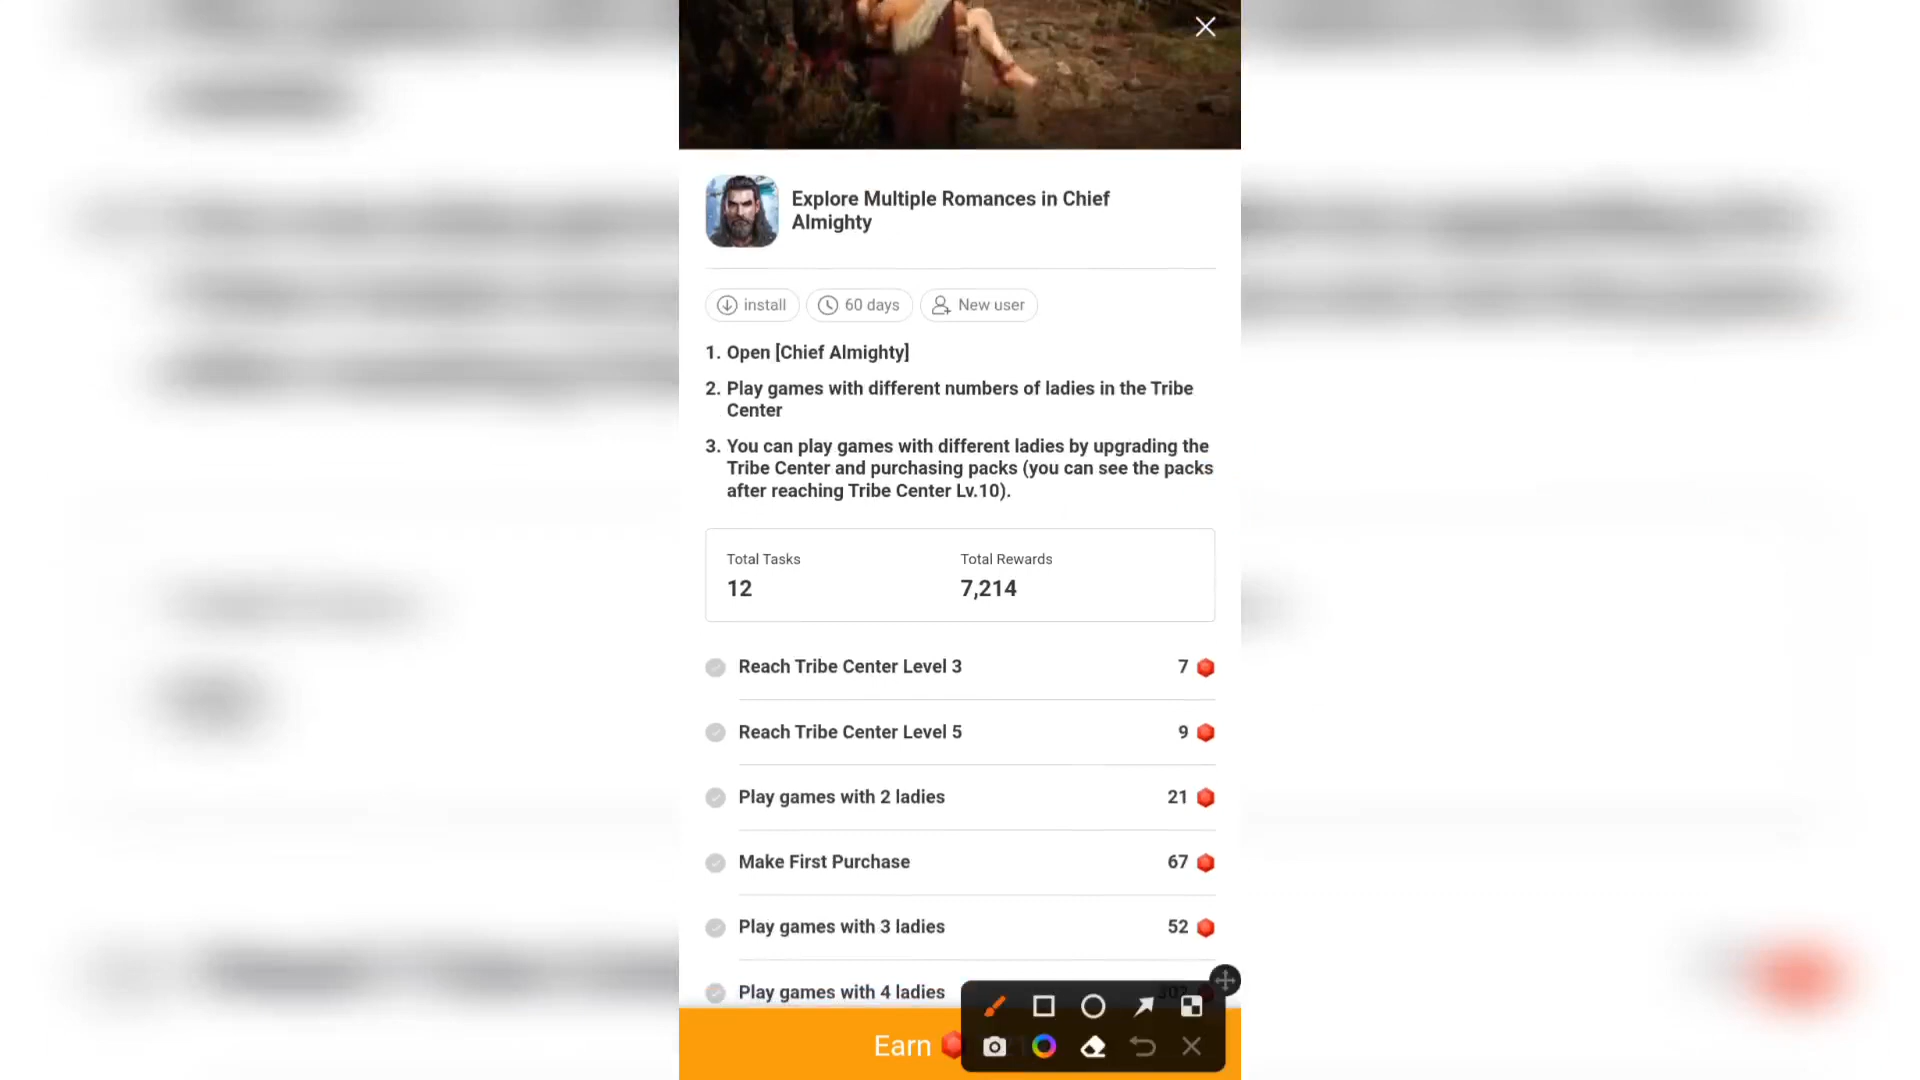 Explore Multiple Romances in Chief
Almighty
install
60 days
New user
1. Open [Chief Almighty]
2. Play games with different numbers of ladies in the Tribe
Center
3. You can play games with different ladies by upgrading the
Tribe Center and purchasing packs (you can see the packs
after reaching Tribe Center Lv.10).
Total Tasks
Total Rewards
12
7,214
Reach Tribe Center Level 3
7
Reach Tribe Center Level 5
9
Play games with 2 ladies
21
Make First Purchase
67
Play games with 3 ladies
52
Play games with 4 ladies
Earn